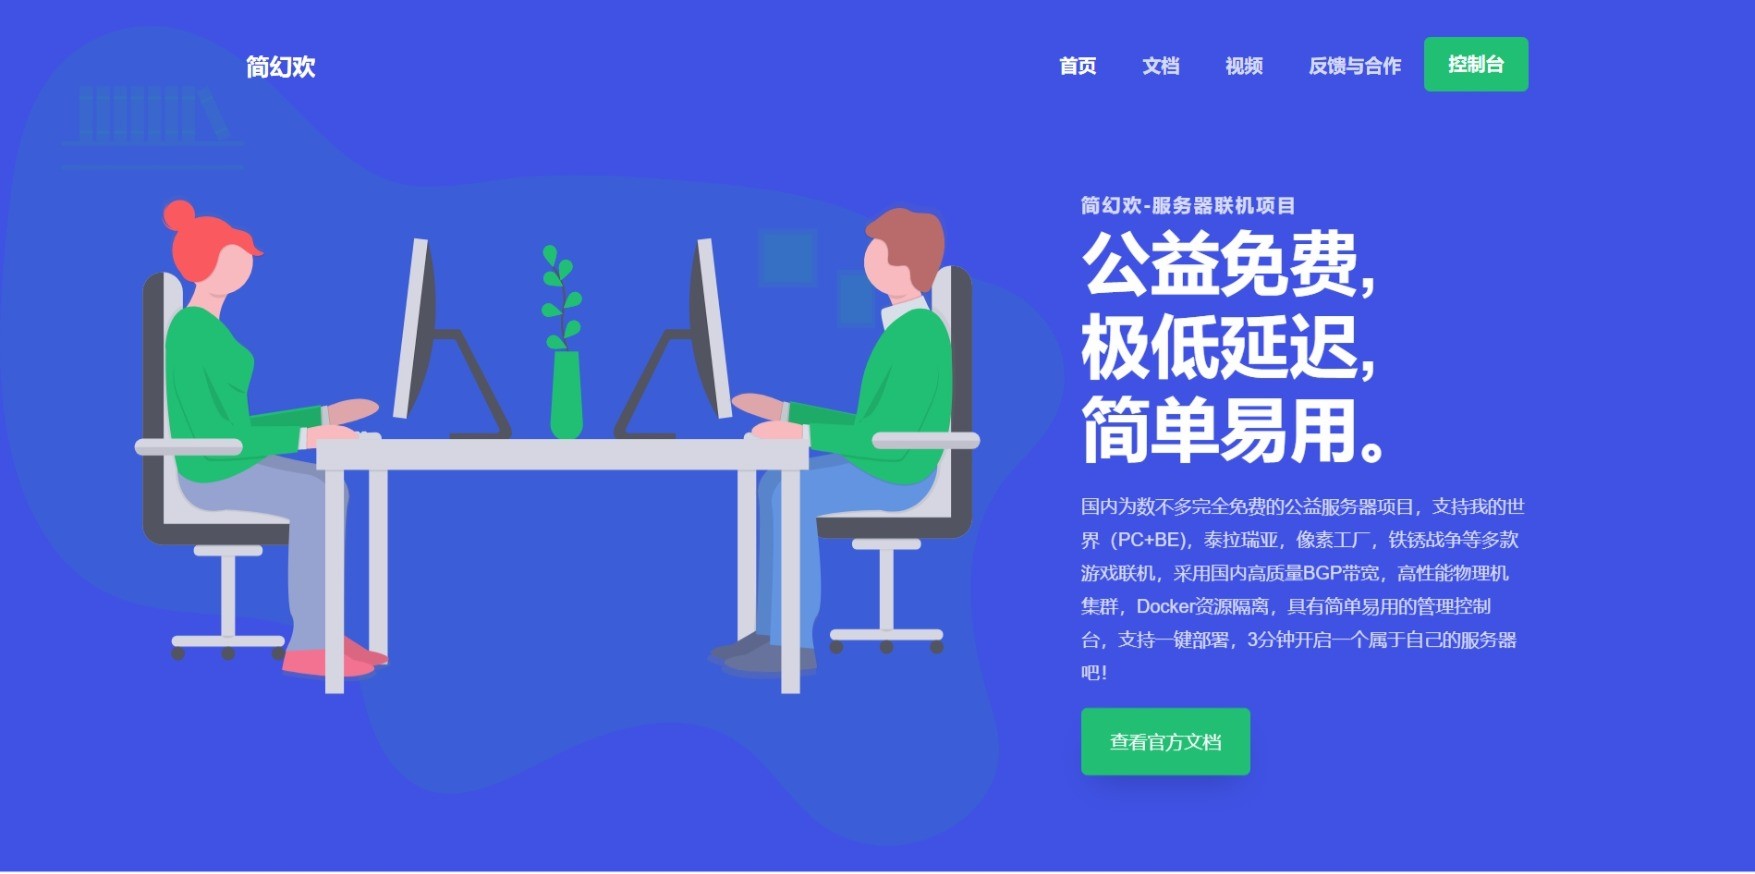 简幻欢
首页 文档 视频 反馈与合作 控制台
简幻欢-服务器联机项目
公益免费,
极低延迟,
简单易用。
国内为数不多完全免费的公益服务器项目，支持我的世
界（PC+BE)，泰拉瑞亚，像素工厂，铁锈战争等多款
游戏联机，采用国内高质量BGP带宽，高性能物理机
集群，Docker资源隔离，具有简单易用的管理控制
台，支持一键部署，3分钟开启一个属于自己的服务器
吧！
查看官方文档